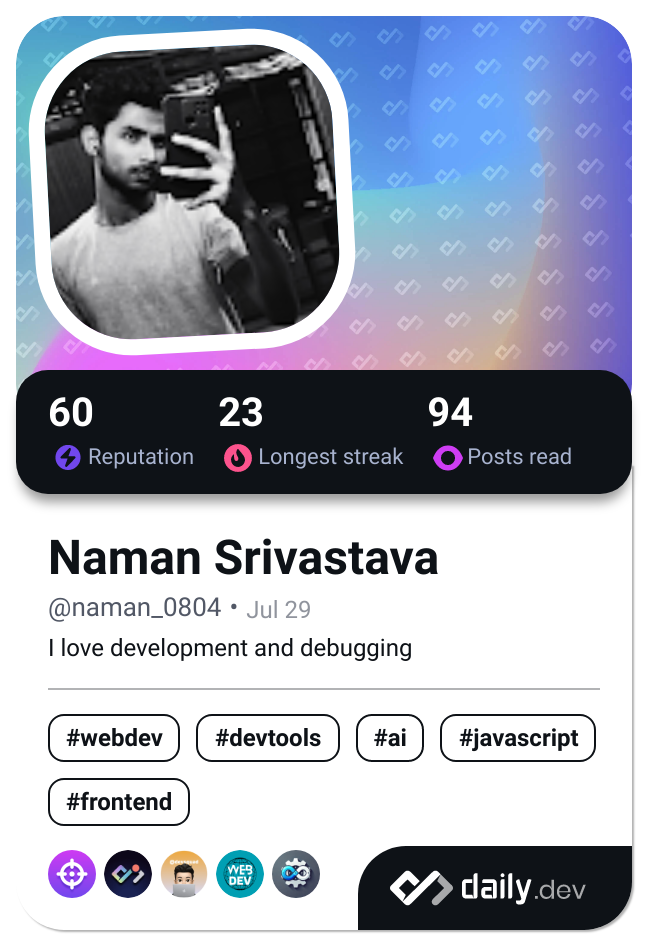 60 23 94
Reputation Longest streak Posts read
Naman Srivastava
@naman_0804 • Jul 29
I love development and debugging
#webdev #devtools #ai #javascript
#frontend
WEB
DEV
daily.dev